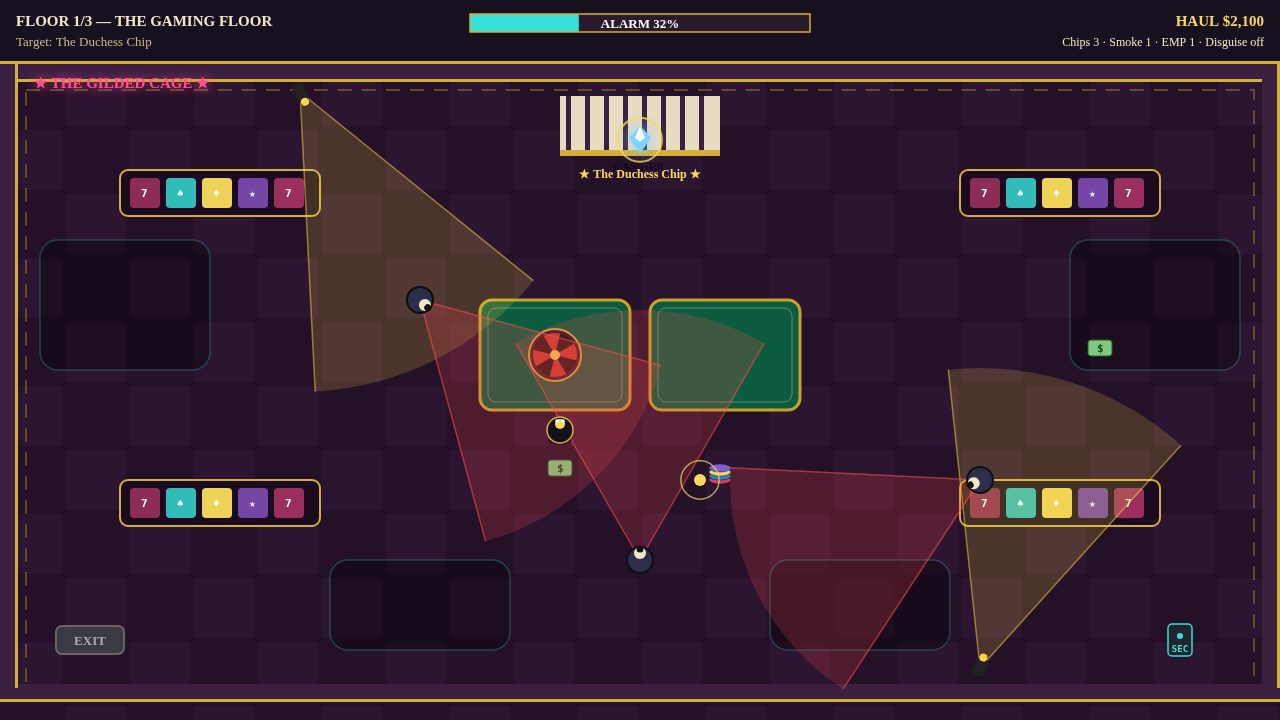 FLOOR 1/3 — THE GAMING FLOOR
Target: The Duchess Chip
ALARM 32%
HAUL $2,100
Chips 3 · Smoke 1 · EMP 1 · Disguise off
★ THE GILDED CAGE ★
★ The Duchess Chip ★
7 ♠ ♦ ★ 7
7 ♠ ♦ ★ 7
$
$
7 ♠ ♦ ★ 7
7 ♠ ♦ ★ 7
EXIT
SEC